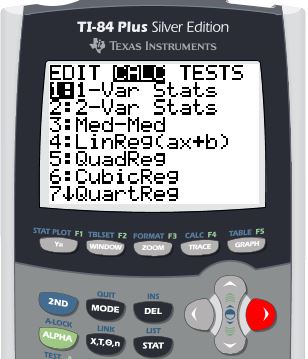 TI-84 Plus Silver Edition
TEXAS INSTRUMENTS
EDIT CALC TESTS
1:1-Var Stats
2:2-Var Stats
3:Med-Med
4:LinReg(ax+b)
5:QuadReg
6:CubicReg
7↓QuartReg
STAT PLOT F1 TBLSET F2 FORMAT F3 CALC F4 TABLE F5
Y= WINDOW ZOOM TRACE GRAPH
QUIT INS
2ND MODE DEL
A-LOCK LINK LIST
ALPHA X,T,Θ,n STAT
TEST